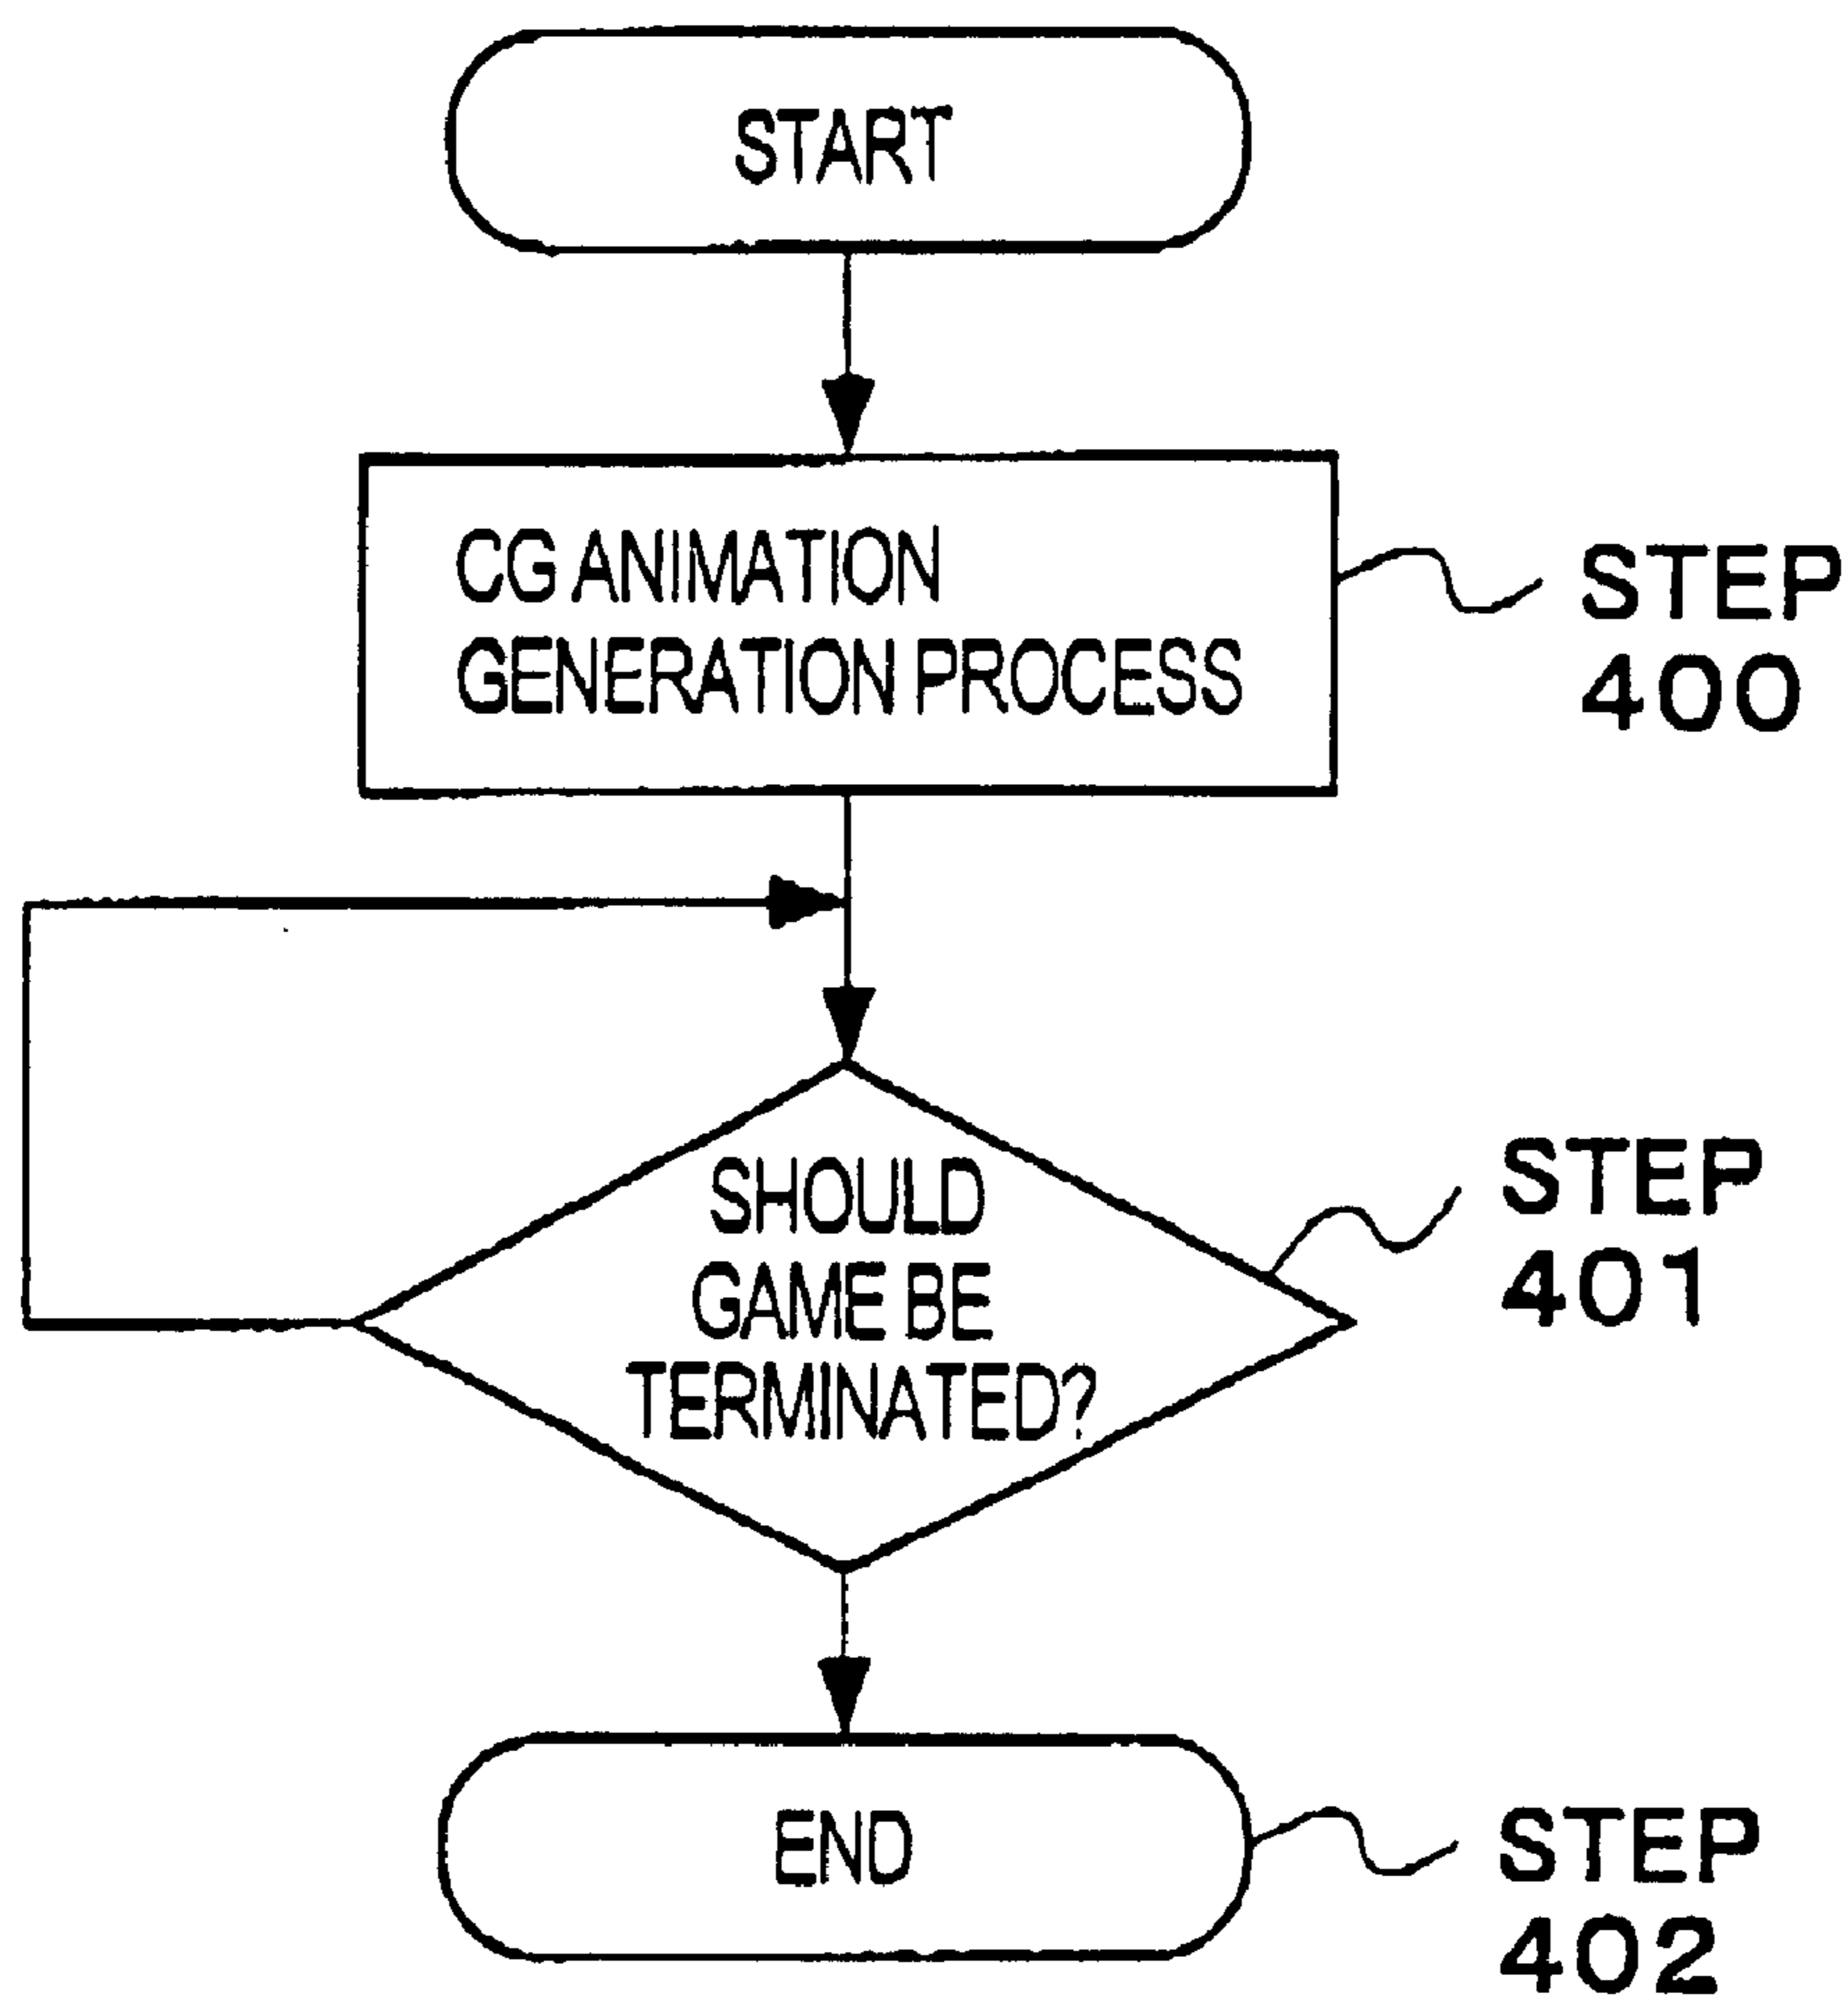 START
CG ANIMATION
GENERATION PROCESS
STEP
400
SHOULD
GAME BE
TERMINATED?
STEP
401
END
STEP
402